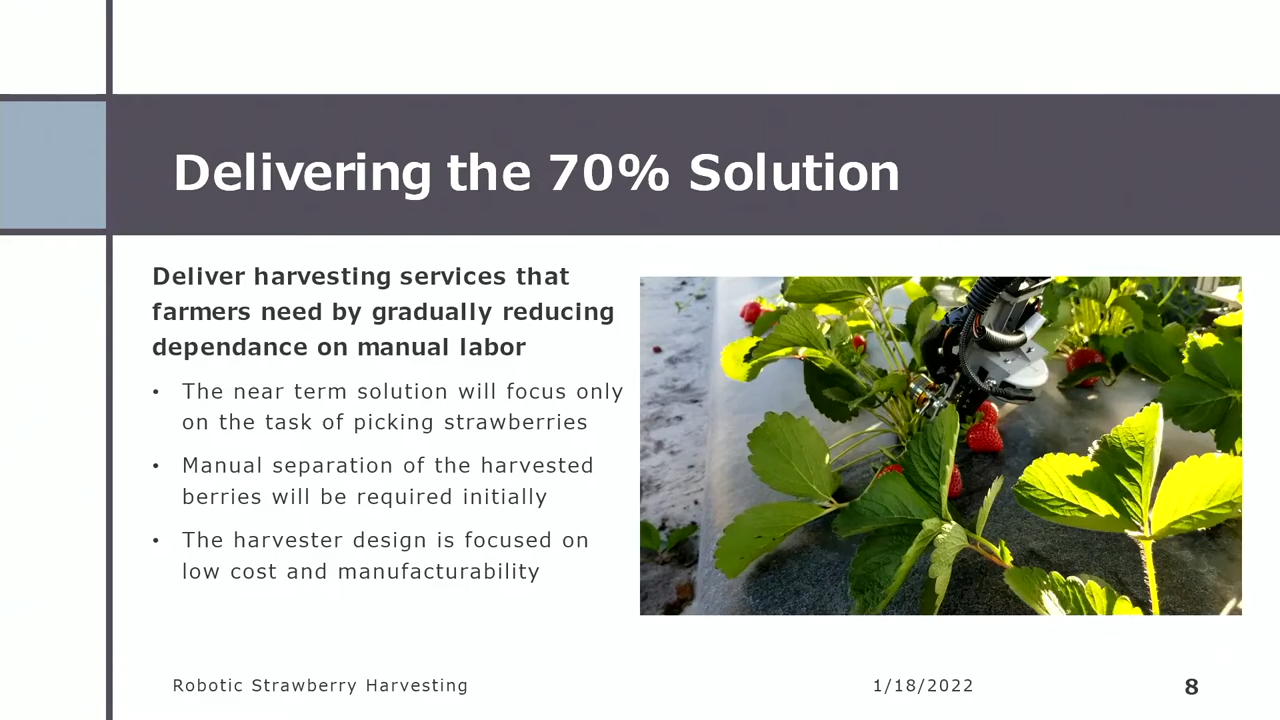 Delivering the 70% Solution
Deliver harvesting services that
farmers need by gradually reducing
dependance on manual labor
• The near term solution will focus only
on the task of picking strawberries
• Manual separation of the harvested
berries will be required initially
• The harvester design is focused on
low cost and manufacturability
Robotic Strawberry Harvesting
1/18/2022
8